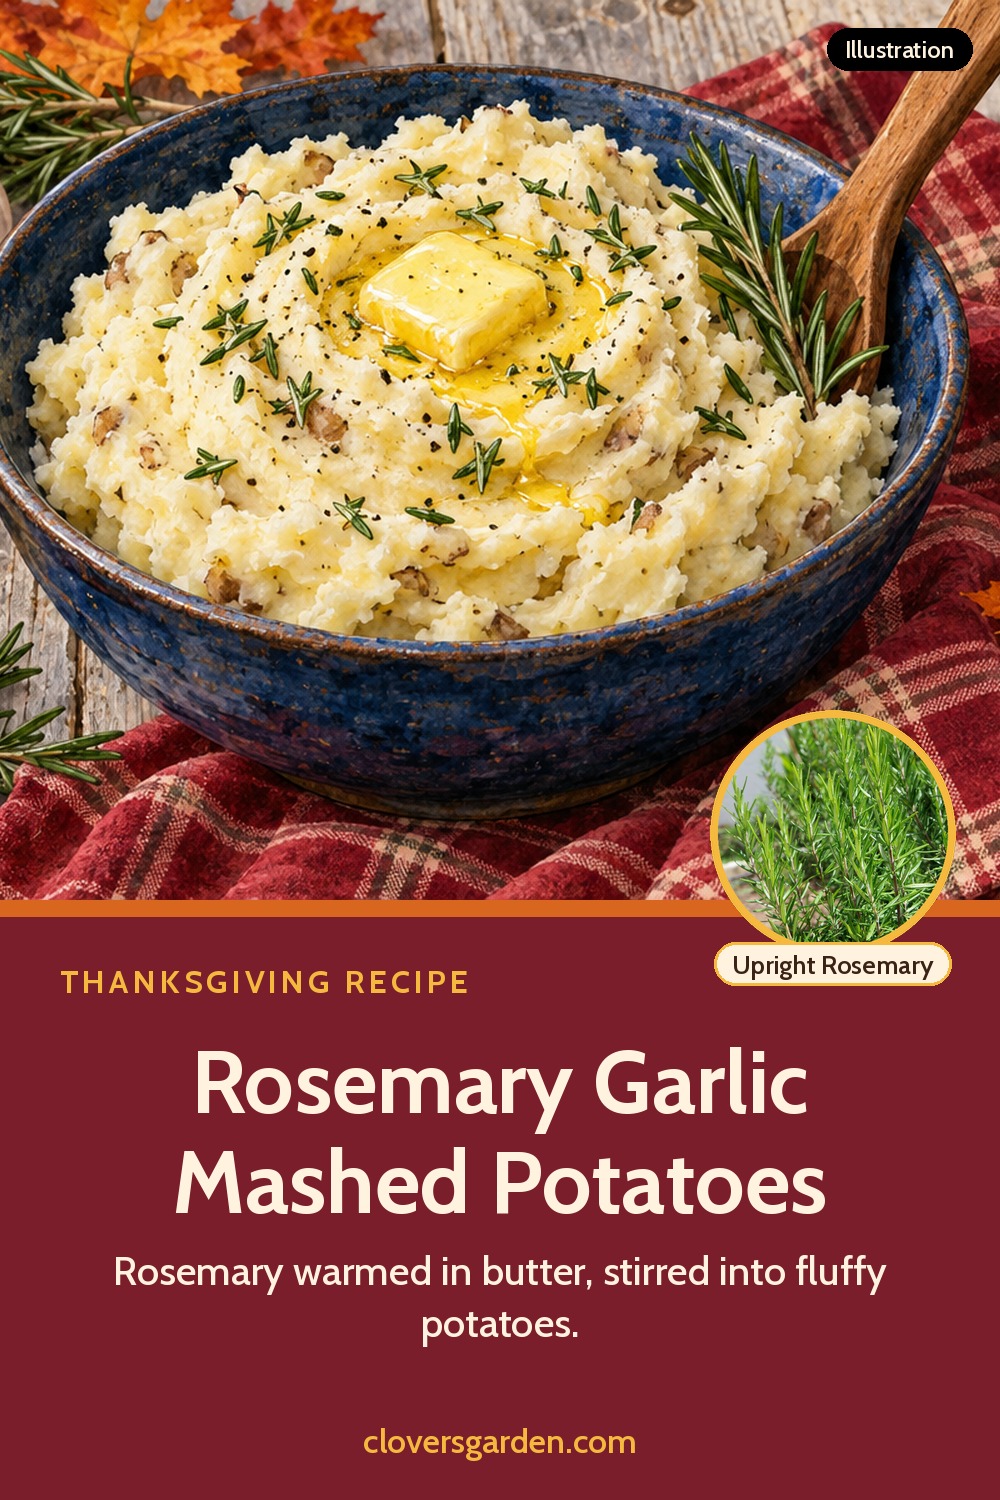 Illustration
Upright Rosemary
THANKSGIVING RECIPE
Rosemary Garlic
Mashed Potatoes
Rosemary warmed in butter, stirred into fluffy
potatoes.
cloversgarden.com